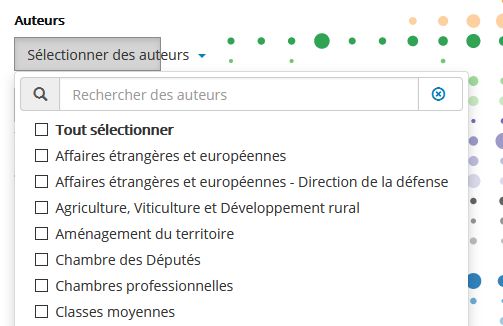 Auteurs
Sélectionner des auteurs
Rechercher des auteurs
Tout sélectionner
Affaires étrangères et européennes
Affaires étrangères et européennes - Direction de la défense
Agriculture, Viticulture et Développement rural
Aménagement du territoire
Chambre des Députés
Chambres professionnelles
Classes moyennes